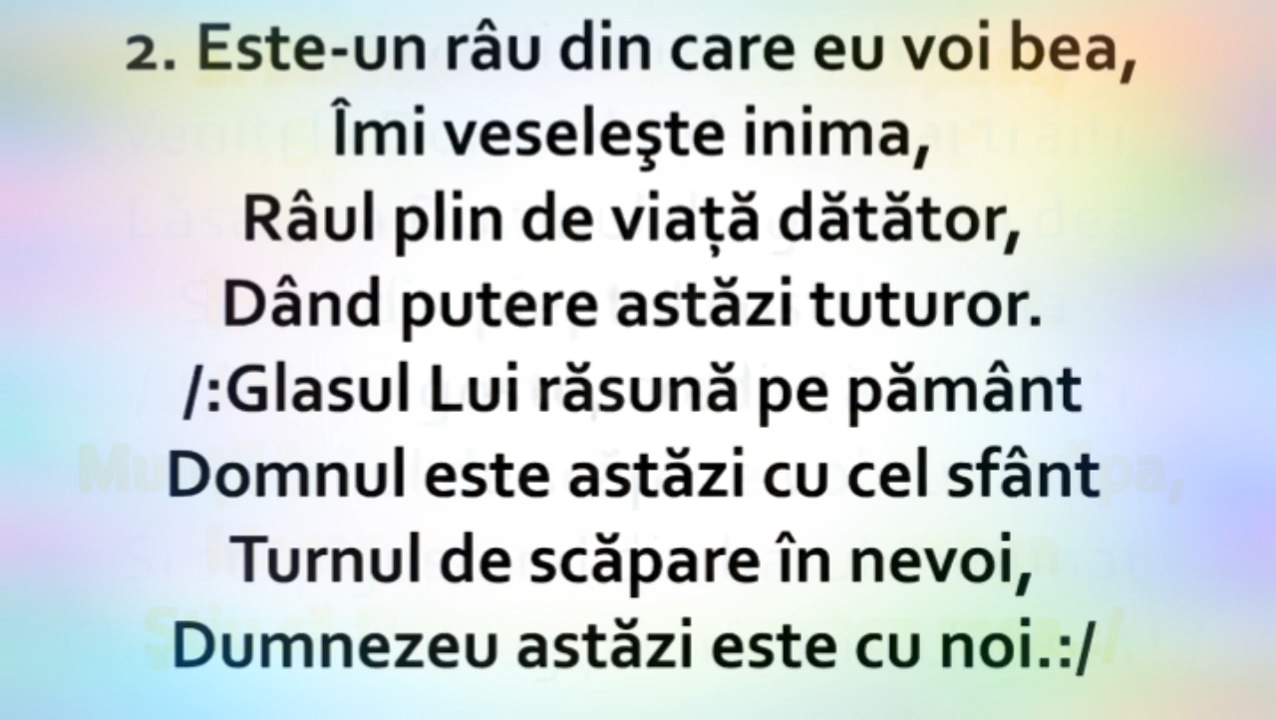 2. Este-un râu din care eu voi bea,
Îmi veseleşte inima,
Râul plin de viață dătător,
Dând putere astăzi tuturor.
/:Glasul Lui răsună pe pământ
Domnul este astăzi cu cel sfânt
Turnul de scăpare în nevoi,
Dumnezeu astăzi este cu noi.:/